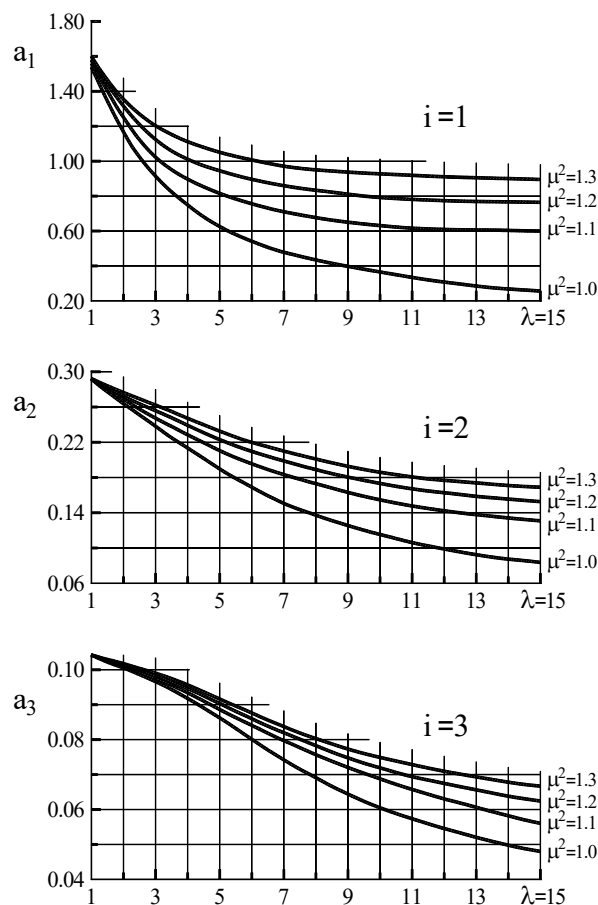 1.80
a₁
1.40
i=1
1.00
μ²=1.3
μ²=1.2
0.60
μ²=1.1
μ²=1.0
0.20
1 3 5 7 9 11 13 λ=15
0.30
a₂
i=2
0.22
μ²=1.3
μ²=1.2
0.14
μ²=1.1
μ²=1.0
0.06
1 3 5 7 9 11 13 λ=15
0.10
a₃
i=3
0.08
μ²=1.3
μ²=1.2
0.06
μ²=1.1
μ²=1.0
0.04
1 3 5 7 9 11 13 λ=15